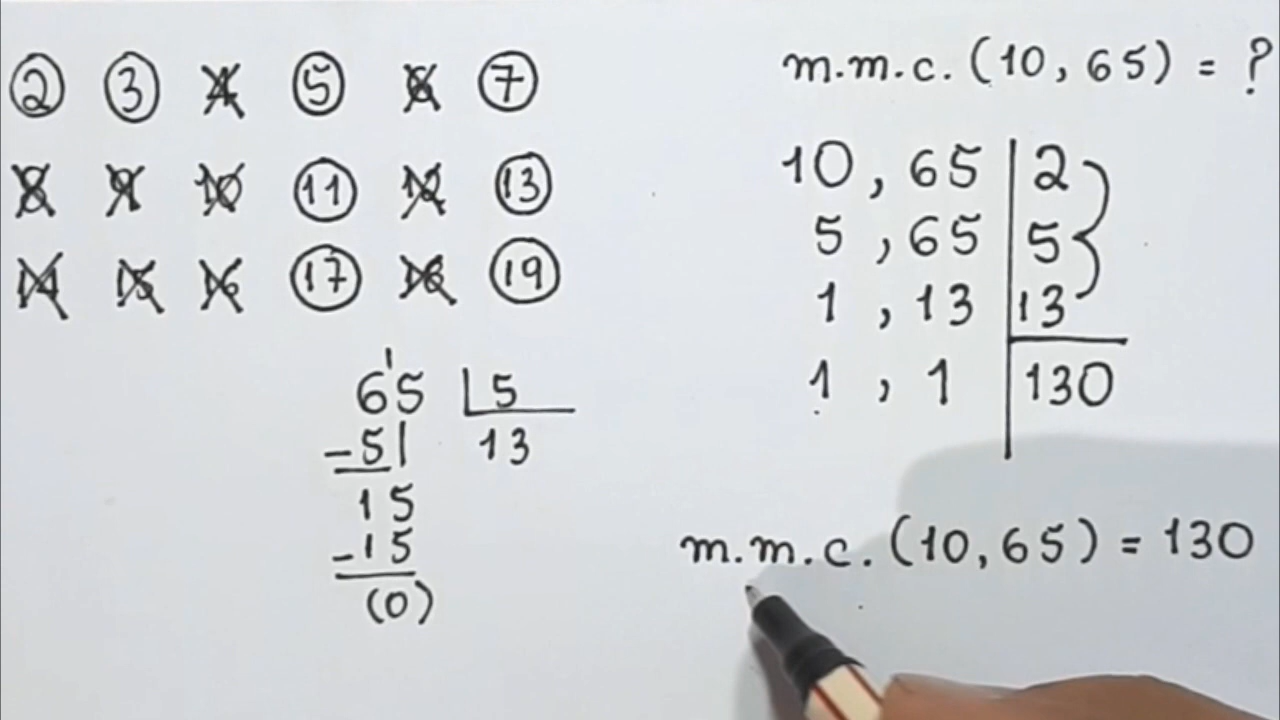 2 3 4 5 6 7
8 9 10 11 12 13
14 15 16 17 18 19
1
65 5
-5 13
15
-15
(0)
m.m.c. (10, 65) = ?
10, 65 2
5, 65 5
1, 13 13
1, 1 130
m.m.c. (10, 65) = 130